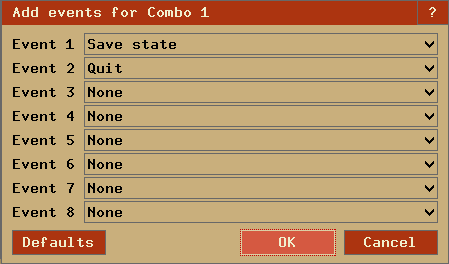 Add events for Combo 1 ?
Event 1 Save state
Event 2 Quit
Event 3 None
Event 4 None
Event 5 None
Event 6 None
Event 7 None
Event 8 None
Defaults OK Cancel